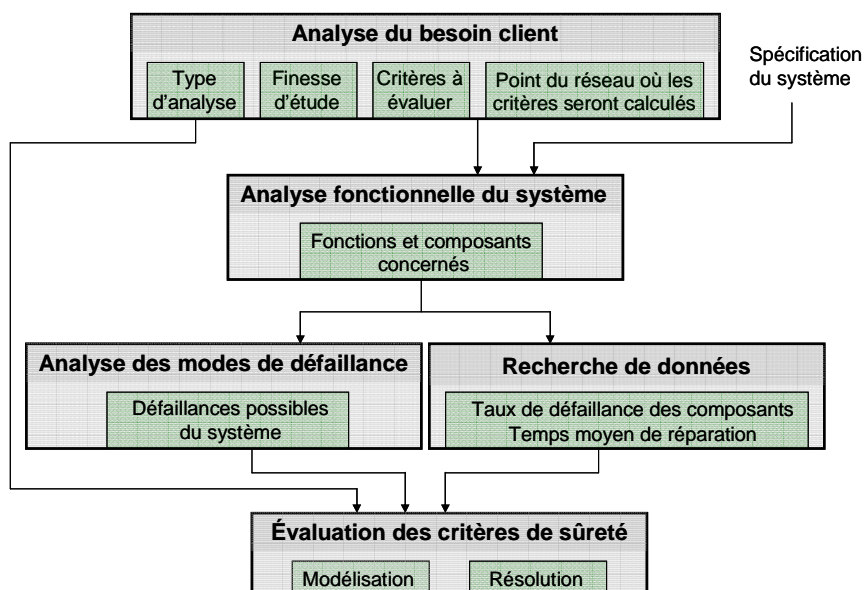 Analyse du besoin client
Type
d'analyse
Finesse
d'étude
Critères à
évaluer
Point du réseau où les
critères seront calculés
Spécification
du système
Analyse fonctionnelle du système
Fonctions et composants
concernés
Analyse des modes de défaillance
Défaillances possibles
du système
Recherche de données
Taux de défaillance des composants
Temps moyen de réparation
Évaluation des critères de sûreté
Modélisation
Résolution